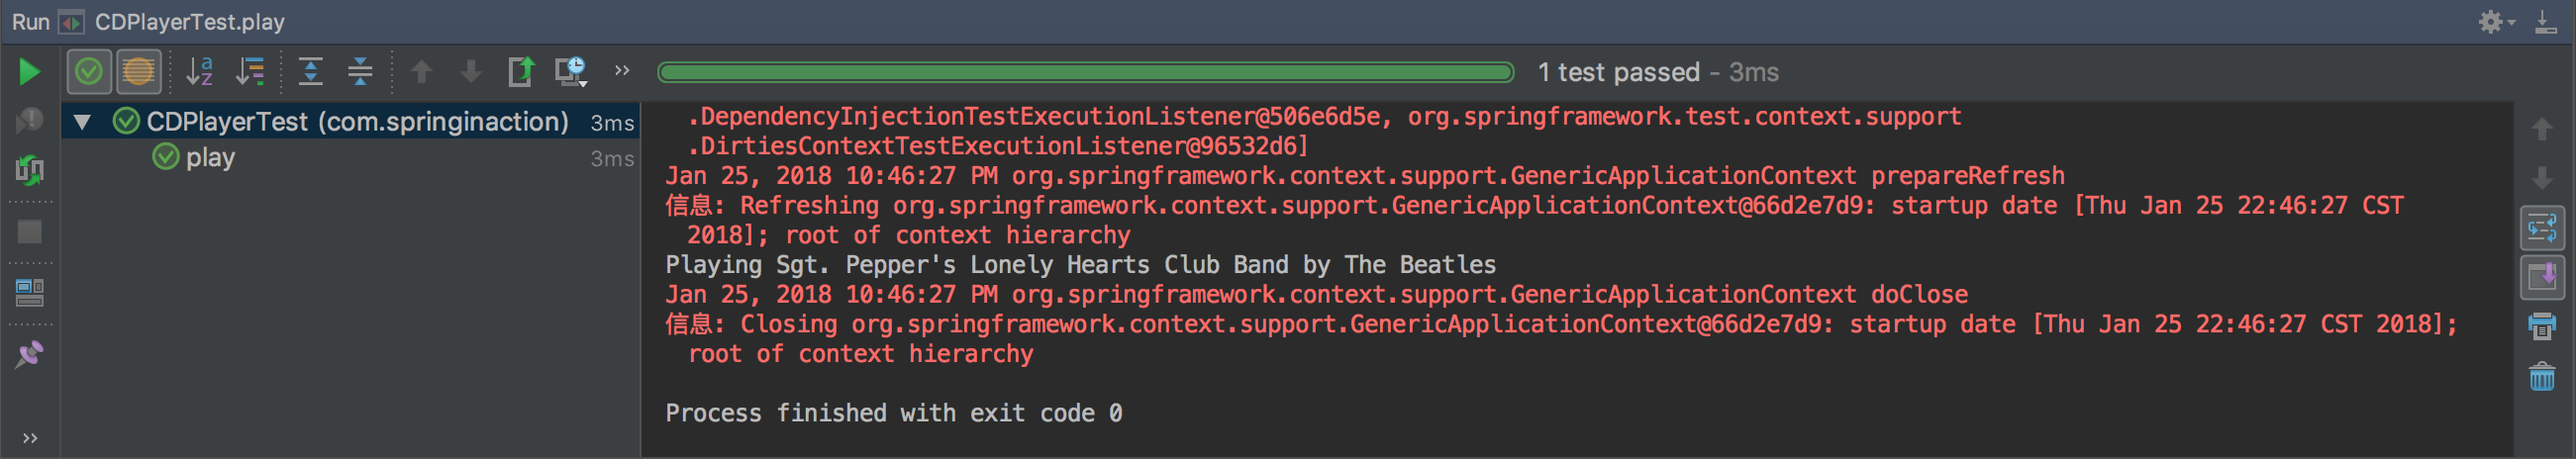 Run CDPlayerTest.play
1 test passed - 3ms
CDPlayerTest (com.springinaction) 3ms
play 3ms
.DependencyInjectionTestExecutionListener@506e6d5e, org.springframework.test.context.support
.DirtiesContextTestExecutionListener@96532d6]
Jan 25, 2018 10:46:27 PM org.springframework.context.support.GenericApplicationContext prepareRefresh
信息: Refreshing org.springframework.context.support.GenericApplicationContext@66d2e7d9: startup date [Thu Jan 25 22:46:27 CST
2018]; root of context hierarchy
Playing Sgt. Pepper's Lonely Hearts Club Band by The Beatles
Jan 25, 2018 10:46:27 PM org.springframework.context.support.GenericApplicationContext doClose
信息: Closing org.springframework.context.support.GenericApplicationContext@66d2e7d9: startup date [Thu Jan 25 22:46:27 CST 2018];
root of context hierarchy
Process finished with exit code 0